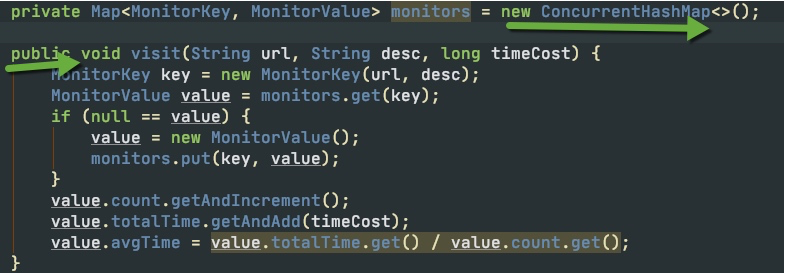 private Map<MonitorKey, MonitorValue> monitors = new ConcurrentHashMap<>();
public void visit(String url, String desc, long timeCost) {
MonitorKey key = new MonitorKey(url, desc);
MonitorValue value = monitors.get(key);
if (null == value) {
value = new MonitorValue();
monitors.put(key, value);
}
value.count.getAndIncrement();
value.totalTime.getAndAdd(timeCost);
value.avgTime = value.totalTime.get() / value.count.get();
}